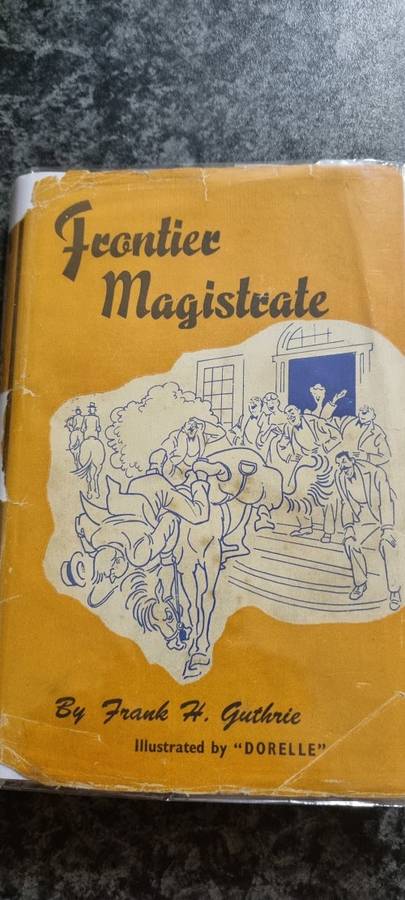 Frontier
Magistrate
By Frank H. Guthrie
Illustrated by "DORELLE"